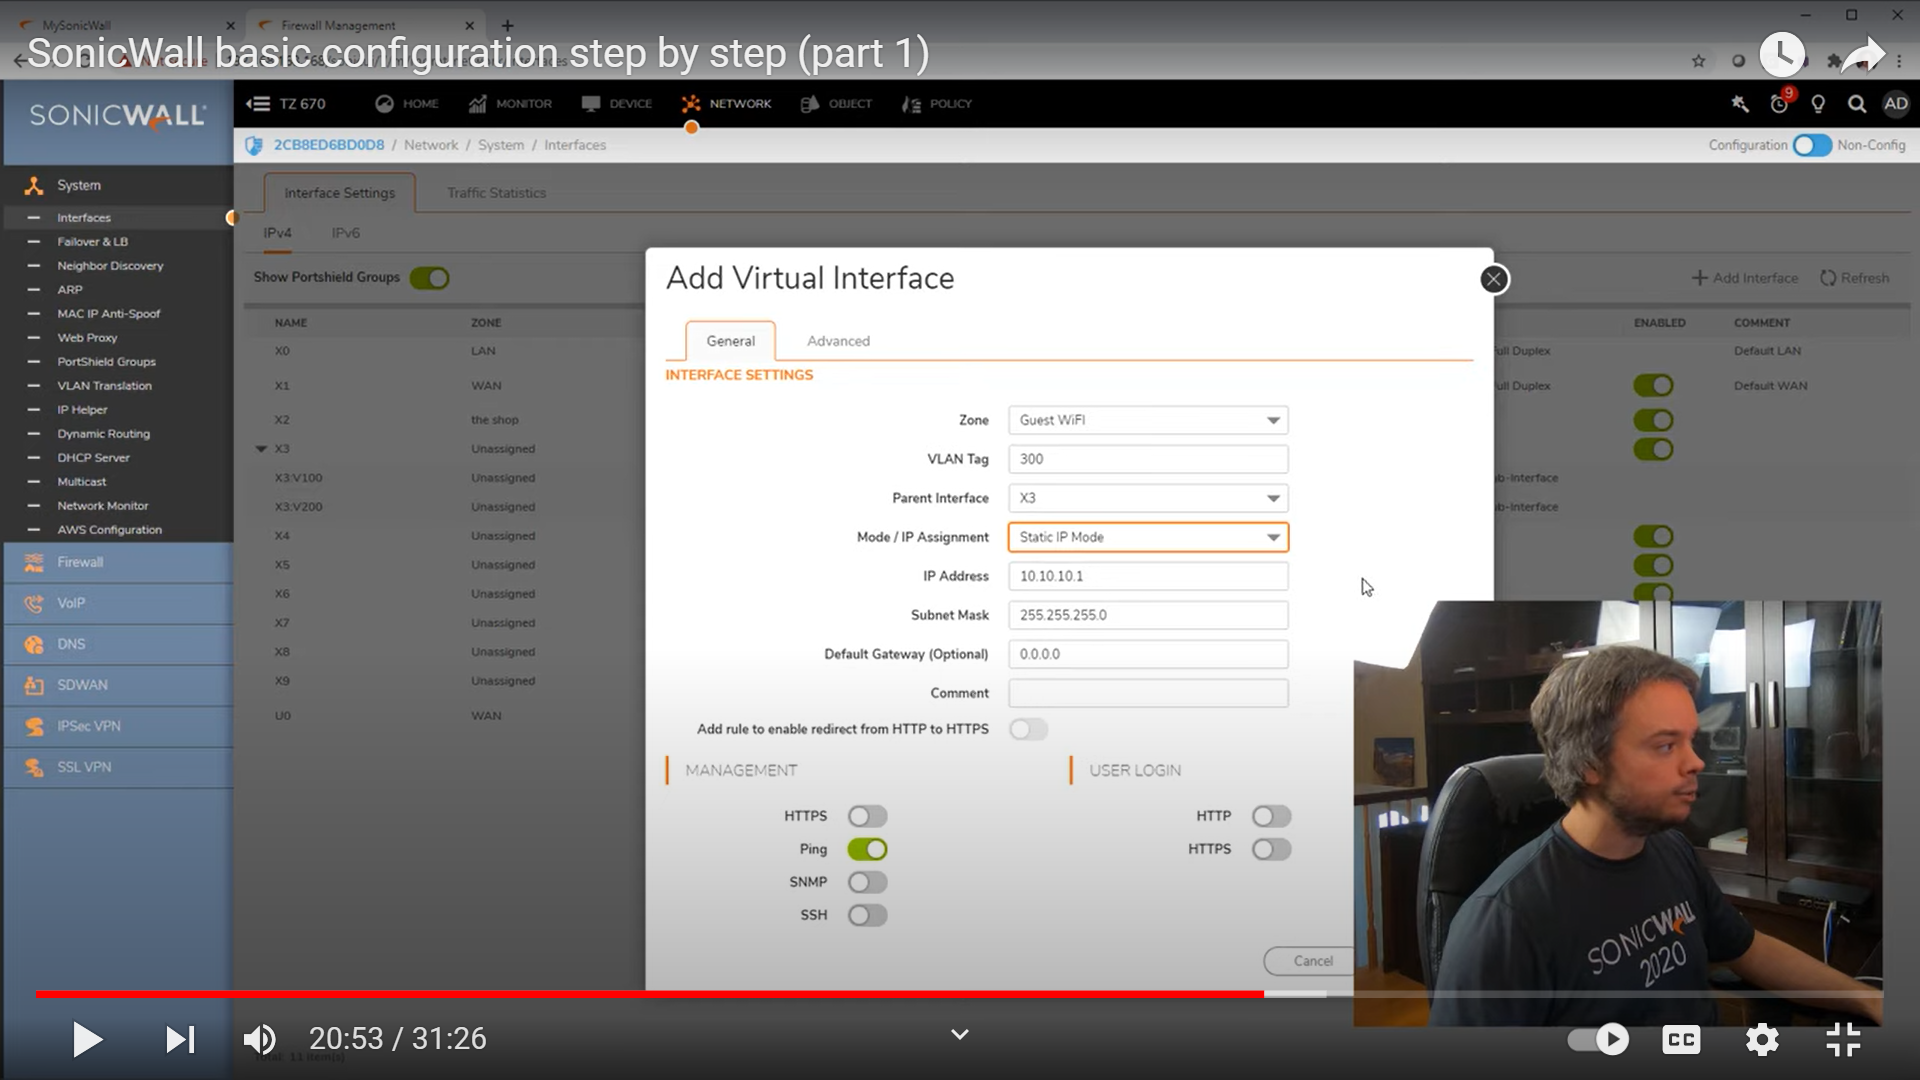 MySonicWall
Firewall Management
SonicWall basic configuration step by step (part 1)
SONICWALL
TZ 670
HOME
MONITOR
DEVICE
NETWORK
OBJECT
POLICY
9
AD
2CB8ED6BD0D8 / Network / System / Interfaces
Configuration
Non-Config
System
Interfaces
Failover & LB
Neighbor Discovery
ARP
MAC IP Anti-Spoof
Web Proxy
PortShield Groups
VLAN Translation
IP Helper
Dynamic Routing
DHCP Server
Multicast
Network Monitor
AWS Configuration
Firewall
VoIP
DNS
SDWAN
IPSec VPN
SSL VPN
Interface Settings
Traffic Statistics
IPv4
IPv6
Show Portshield Groups
Add Interface
Refresh
NAME ZONE ENABLED COMMENT
X0 LAN ull Duplex Default LAN
X1 WAN ull Duplex Default WAN
X2 the shop
X3 Unassigned
X3:V100 Unassigned b-Interface
X3:V200 Unassigned b-Interface
X4 Unassigned
X5 Unassigned
X6 Unassigned
X7 Unassigned
X8 Unassigned
X9 Unassigned
U0 WAN
Total: 13 item(s)
Add Virtual Interface
General
Advanced
INTERFACE SETTINGS
Zone Guest WiFI
VLAN Tag 300
Parent Interface X3
Mode / IP Assignment Static IP Mode
IP Address 10.10.10.1
Subnet Mask 255.255.255.0
Default Gateway (Optional) 0.0.0.0
Comment
Add rule to enable redirect from HTTP to HTTPS
MANAGEMENT
HTTPS
Ping
SNMP
SSH
USER LOGIN
HTTP
HTTPS
Cancel
SONICWALL
2020
20:53 / 31:26
CC